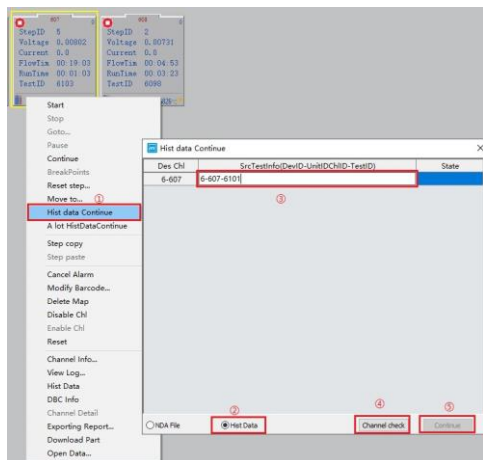 607
StepID 5
Voltage 0.00802
Current 0.0
FlowTim 00:19:03
RunTime 00:01:03
TestID 6103
608
StepID 2
Voltage 0.00731
Current 0.0
FlowTim 00:04:53
RunTime 00:03:23
TestID 6098
Start
Stop
Goto...
Pause
Continue
BreakPoints
Reset step...
Move to... ①
Hist data Continue
A lot HistDataContinue
Step copy
Step paste
Cancel Alarm
Modify Barcode...
Delete Map
Disable Chl
Enable Chl
Reset
Channel Info...
View Log...
Hist Data
DBC Info
Channel Detail
Exporting Report...
Download Part
Open Data...
Hist data Continue
Des Chl SrcTestInfo(DevID-UnitIDChlID-TestID) State
6-607 6-607-6101
③
② ④ ⑤
NDA File Hist Data Channel check Continue